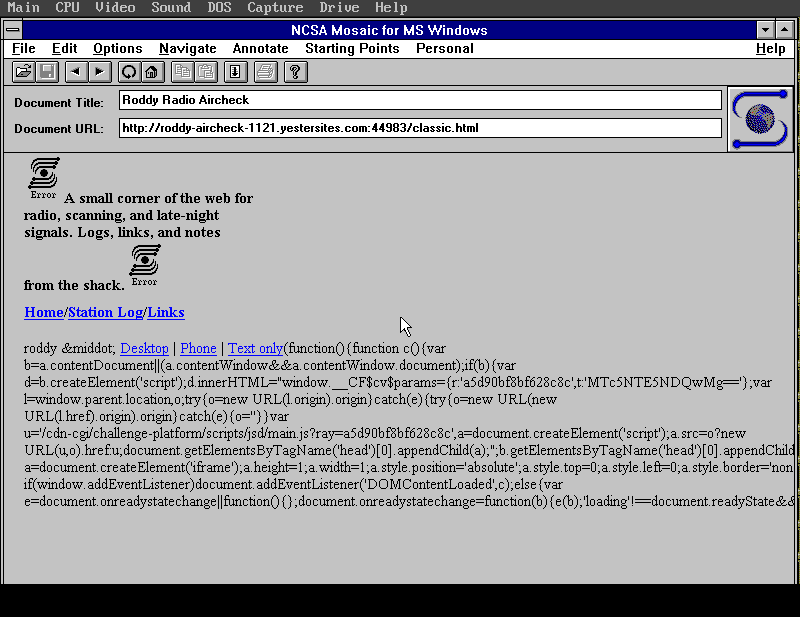 Main CPU Video Sound DOS Capture Drive Help
NCSA Mosaic for MS Windows
File Edit Options Navigate Annotate Starting Points Personal Help
Document Title: Roddy Radio Aircheck
Document URL: http://roddy-aircheck-1121.yestersites.com:44983/classic.html
Error A small corner of the web for
radio, scanning, and late-night
signals. Logs, links, and notes
from the shack. Error
Home/Station Log/Links
roddy &middot; Desktop | Phone | Text only(function(){function c(){var
b=a.contentDocument||(a.contentWindow&&a.contentWindow.document);if(b){var
d=b.createElement('script');d.innerHTML="window.__CF$cv$params={r:'a5d90bf8bf628c8c',t:'MTc5NTE5NDQwMg=='};var
l=window.parent.location,o;try{o=new URL(l.origin).origin}catch(e){try{o=new URL(new
URL(l.href).origin).origin}catch(e){o=''}}var
u='/cdn-cgi/challenge-platform/scripts/jsd/main.js?ray=a5d90bf8bf628c8c',a=document.createElement('script');a.src=o?new
URL(u,o).href:u;document.getElementsByTagName('head')[0].appendChild(a);";b.getElementsByTagName('head')[0].appendChild
a=document.createElement('iframe');a.height=1;a.width=1;a.style.position='absolute';a.style.top=0;a.style.left=0;a.style.border='non
if(window.addEventListener)document.addEventListener('DOMContentLoaded',c);else{var
e=document.onreadystatechange||function(){};document.onreadystatechange=function(b){e(b);'loading'!==document.readyState&&